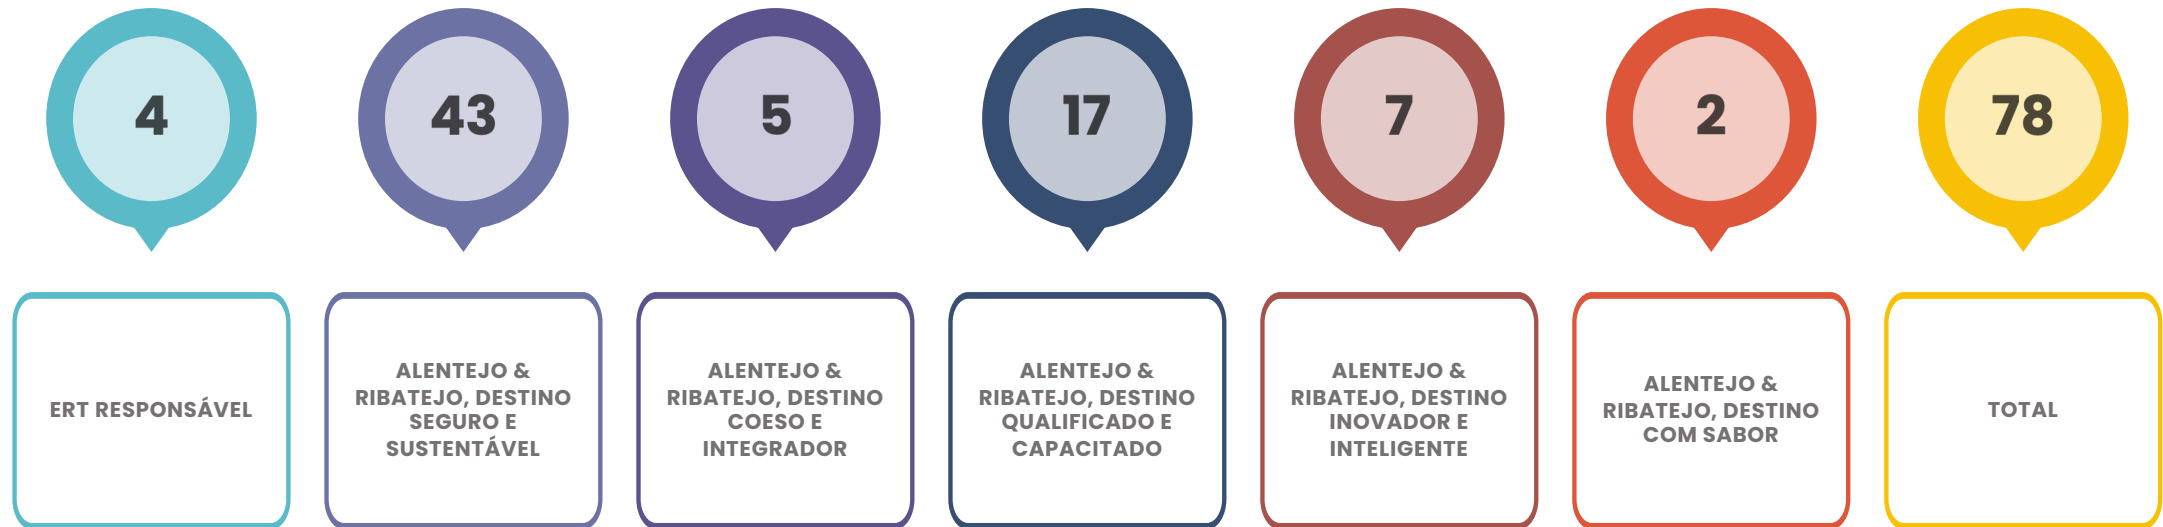 4
43
5
17
7
2
78
ERT RESPONSÁVEL
ALENTEJO &
RIBATEJO, DESTINO
SEGURO E
SUSTENTÁVEL
ALENTEJO &
RIBATEJO, DESTINO
COESO E
INTEGRADOR
ALENTEJO &
RIBATEJO, DESTINO
QUALIFICADO E
CAPACITADO
ALENTEJO &
RIBATEJO, DESTINO
INOVADOR E
INTELIGENTE
ALENTEJO &
RIBATEJO, DESTINO
COM SABOR
TOTAL